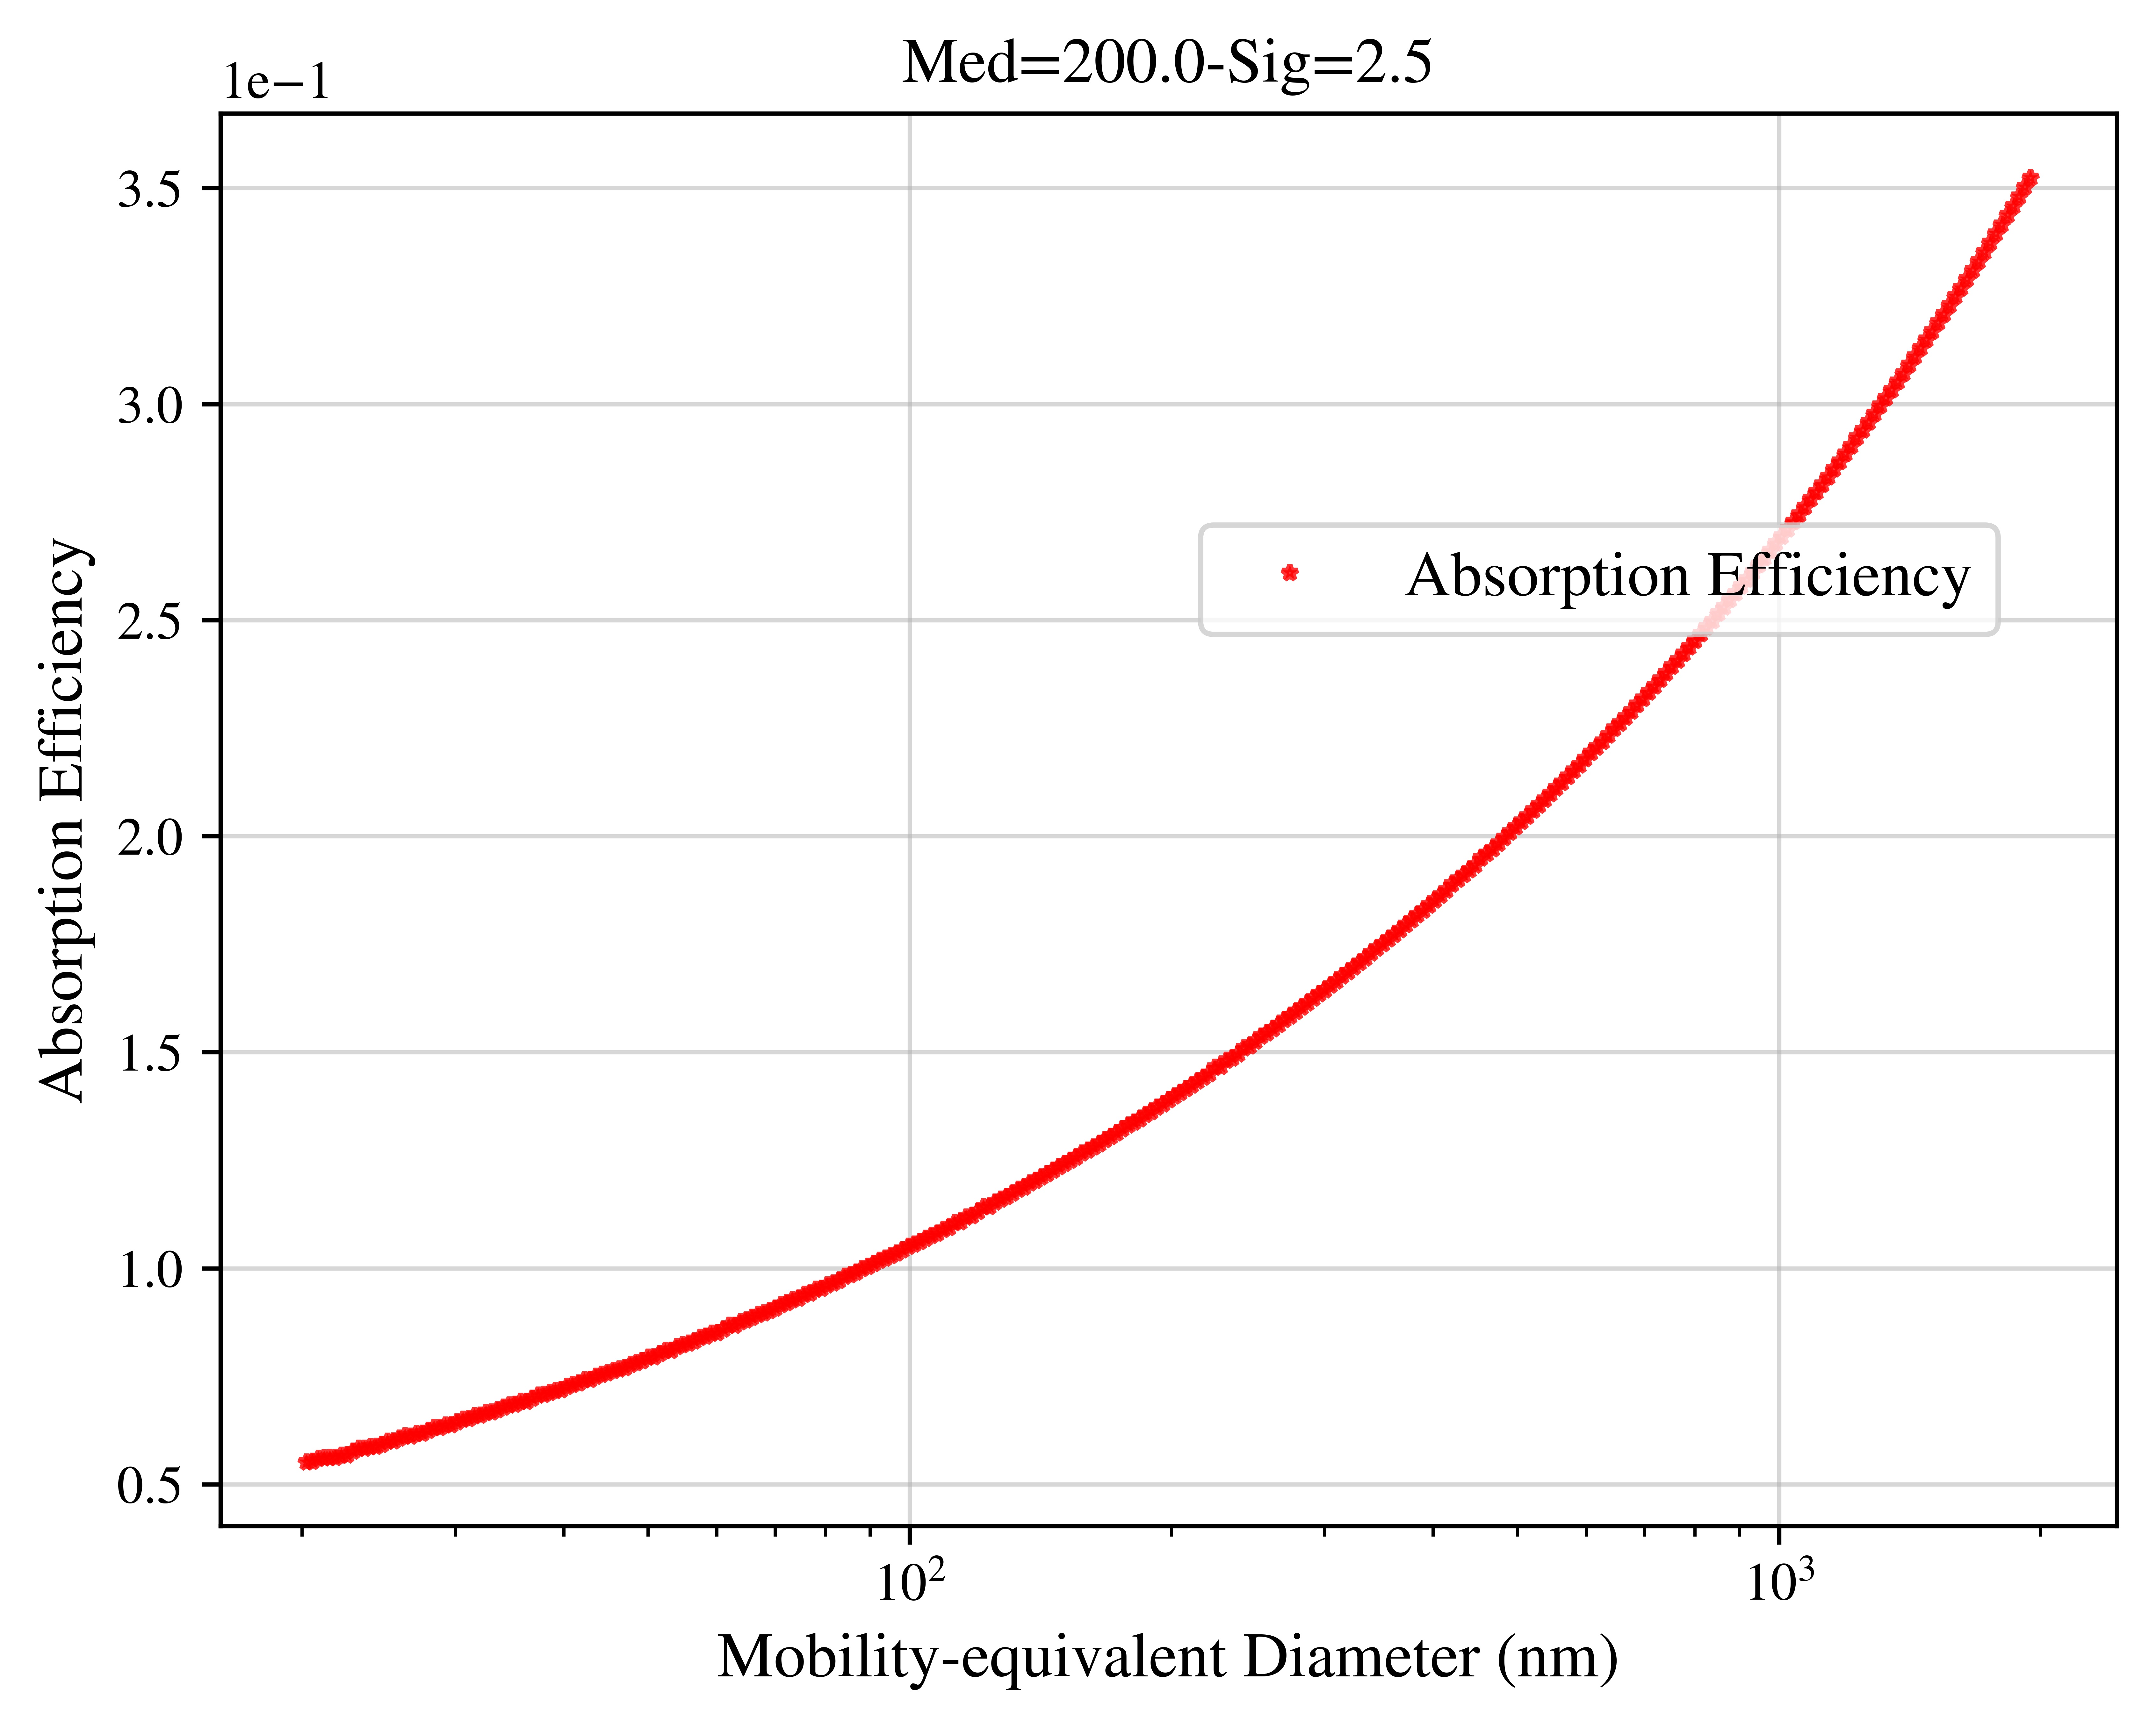 Med=200.0-Sig=2.5
1e−1
3.5
3.0
2.5
2.0
1.5
1.0
0.5
Absorption Efficiency
Absorption Efficiency
10²
10³
Mobility-equivalent Diameter (nm)